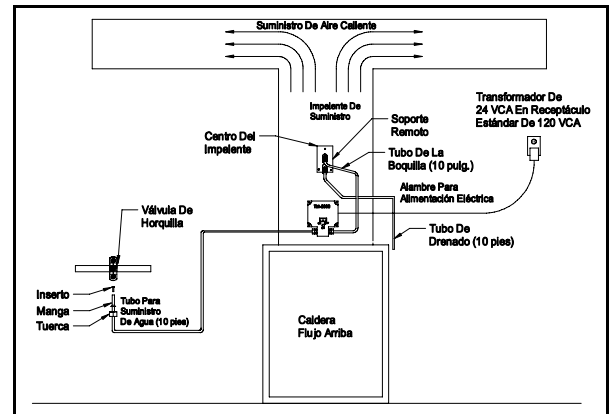 Suministro De Aire Caliente
Impelente De
Suministro
Transformador De
24 VCA En Receptáculo
Estándar De 120 VCA
Centro Del
Impelente
Soporte
Remoto
Tubo De La
Boquilla (10 pulg.)
Alambre Para
Alimentación Eléctrica
Tubo De
Drenado (10 pies)
Válvula De
Horquilla
Inserto
Manga
Tuerca
Tubo Para
Suministro
De Agua (10 pies)
Caldera
Flujo Arriba